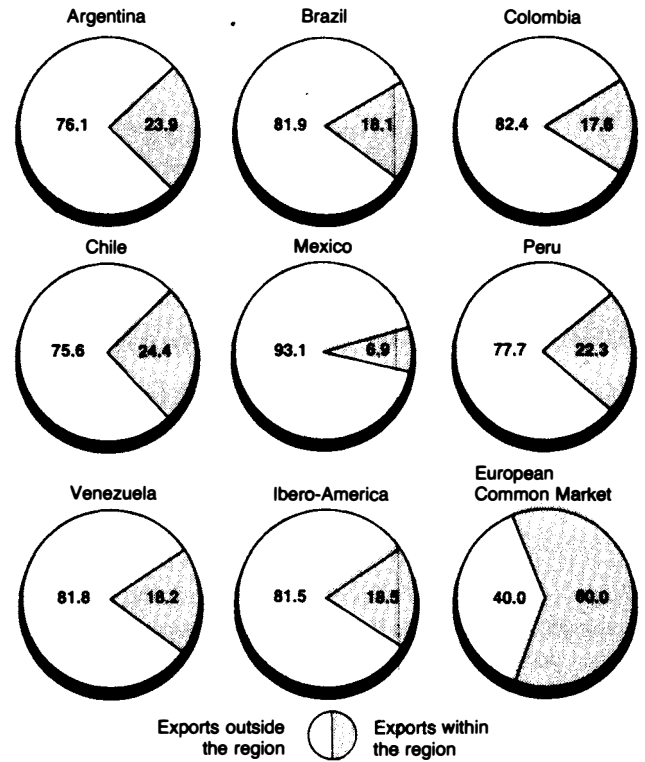 Argentina
Brazil
Colombia
76.1
23.9
81.9
18.1
82.4
17.6
Chile
Mexico
Peru
75.6
24.4
93.1
6.9
77.7
22.3
Venezuela
Ibero-America
European
Common Market
81.8
18.2
81.5
18.5
40.0
60.0
Exports outside
the region
Exports within
the region